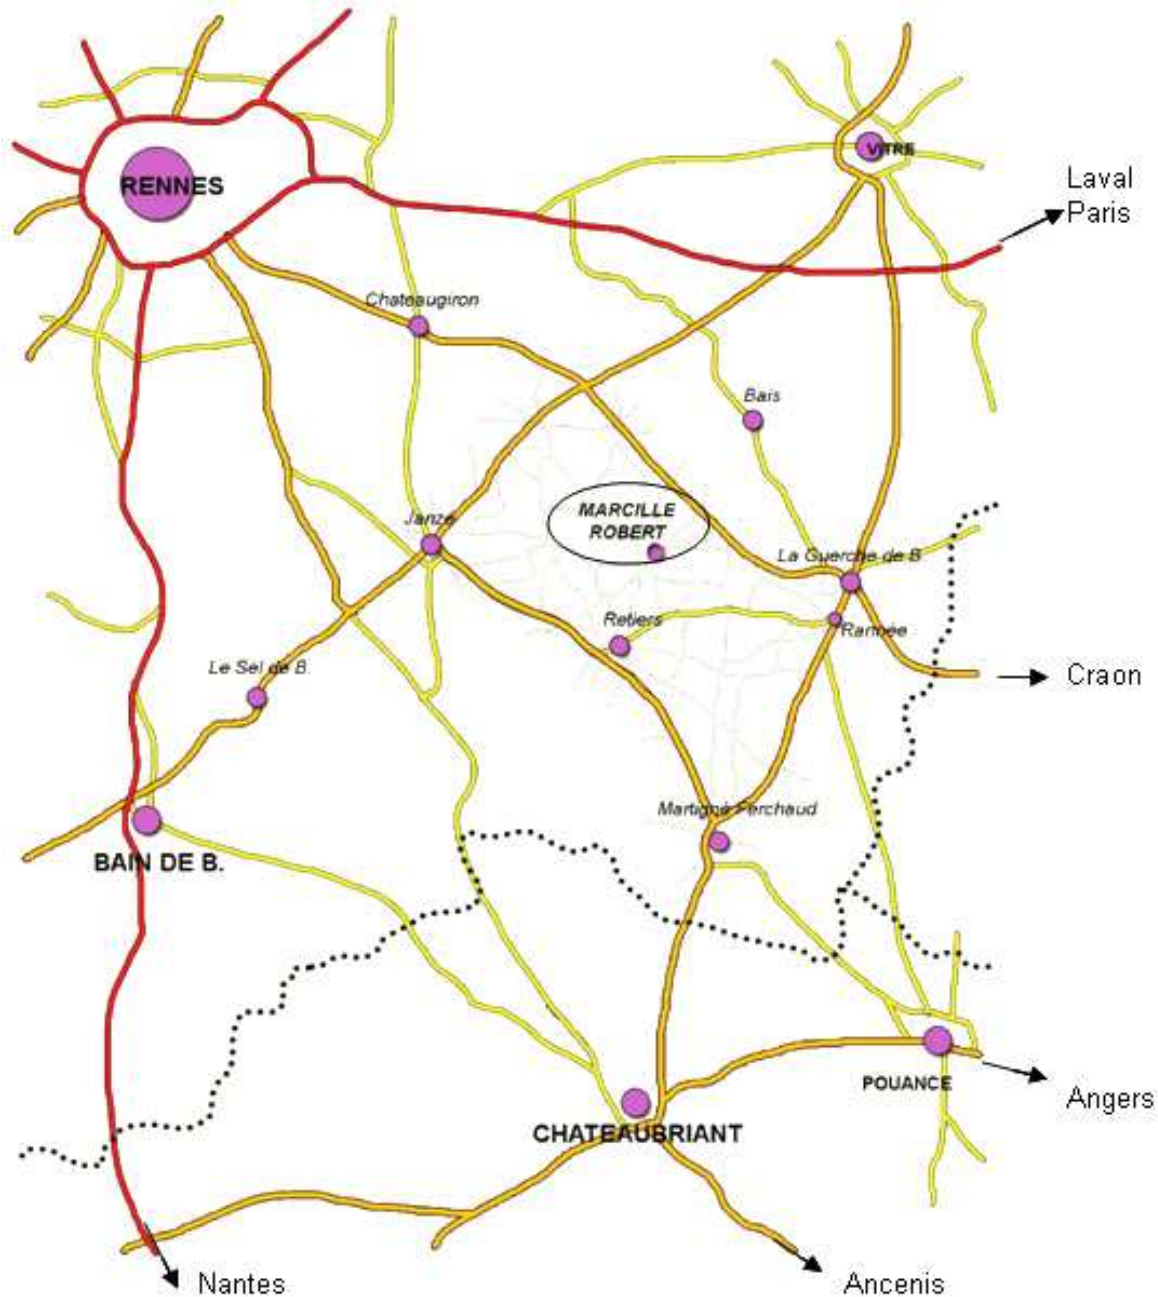 VITRE
Laval
Paris
RENNES
Chateaugiron
Bais
MARCILLE
ROBERT
Janze
La Guerche de B
Retiers
Rannée
Le Sel de B.
Craon
Martigné Ferchaud
BAIN DE B.
POUANCE
Angers
CHATEAUBRIANT
Nantes
Ancenis